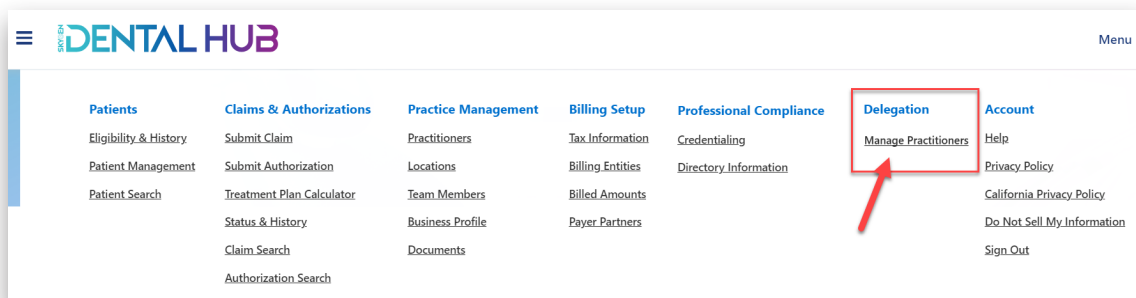 SKYGEN DENTAL HUB
Menu
Patients
Eligibility & History
Patient Management
Patient Search
Claims & Authorizations
Submit Claim
Submit Authorization
Treatment Plan Calculator
Status & History
Claim Search
Authorization Search
Practice Management
Practitioners
Locations
Team Members
Business Profile
Documents
Billing Setup
Tax Information
Billing Entities
Billed Amounts
Payer Partners
Professional Compliance
Credentialing
Directory Information
Delegation
Manage Practitioners
Account
Help
Privacy Policy
California Privacy Policy
Do Not Sell My Information
Sign Out